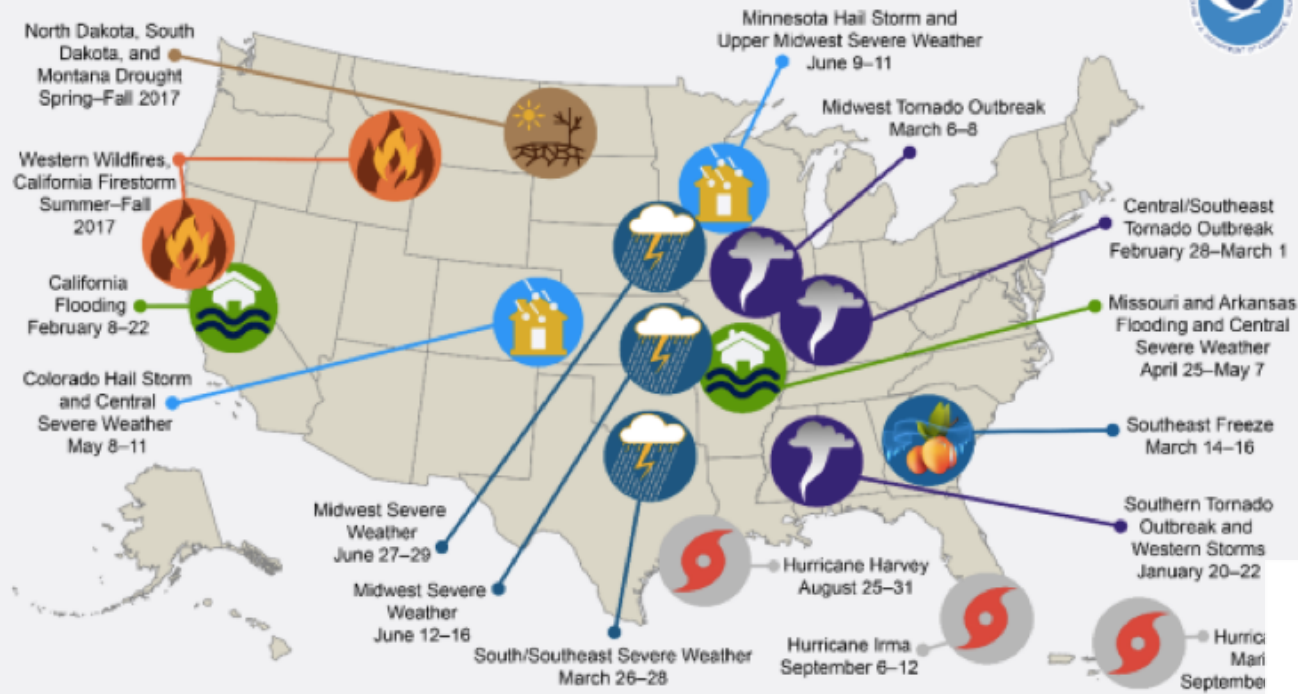 North Dakota, South
Dakota, and
Montana Drought
Spring–Fall 2017
Minnesota Hail Storm and
Upper Midwest Severe Weather
June 9–11
Midwest Tornado Outbreak
March 6–8
Western Wildfires,
California Firestorm
Summer–Fall
2017
Central/Southeast
Tornado Outbreak
February 28–March 1
California
Flooding
February 8–22
Missouri and Arkansas
Flooding and Central
Severe Weather
April 25–May 7
Colorado Hail Storm
and Central
Severe Weather
May 8–11
Southeast Freeze
March 14–16
Midwest Severe
Weather
June 27–29
Southern Tornado
Outbreak and
Western Storms
January 20–22
Midwest Severe
Weather
June 12–16
Hurricane Harvey
August 25–31
South/Southeast Severe Weather
March 26–28
Hurricane Irma
September 6–12
Hurrica
Mari
September